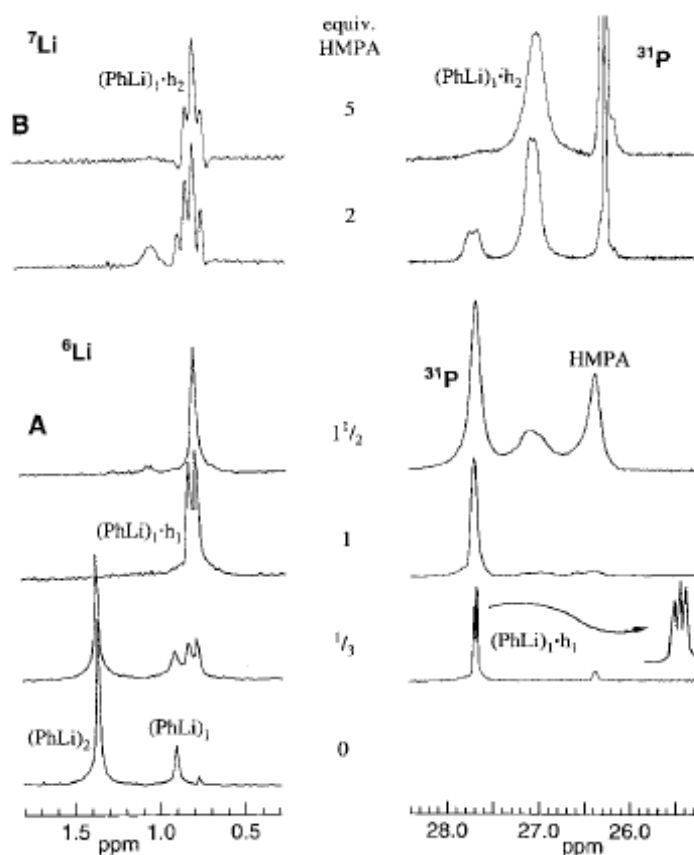 ⁷Li
equiv.
HMPA
³¹P
(PhLi)₁·h₂
5
(PhLi)₁·h₂
B
2
⁶Li
³¹P
HMPA
A
1¹/₂
(PhLi)₁·h₁
1
¹/₃
(PhLi)₁·h₁
(PhLi)₂
(PhLi)₁
0
1.5 1.0 0.5
ppm
28.0 27.0 26.0
ppm